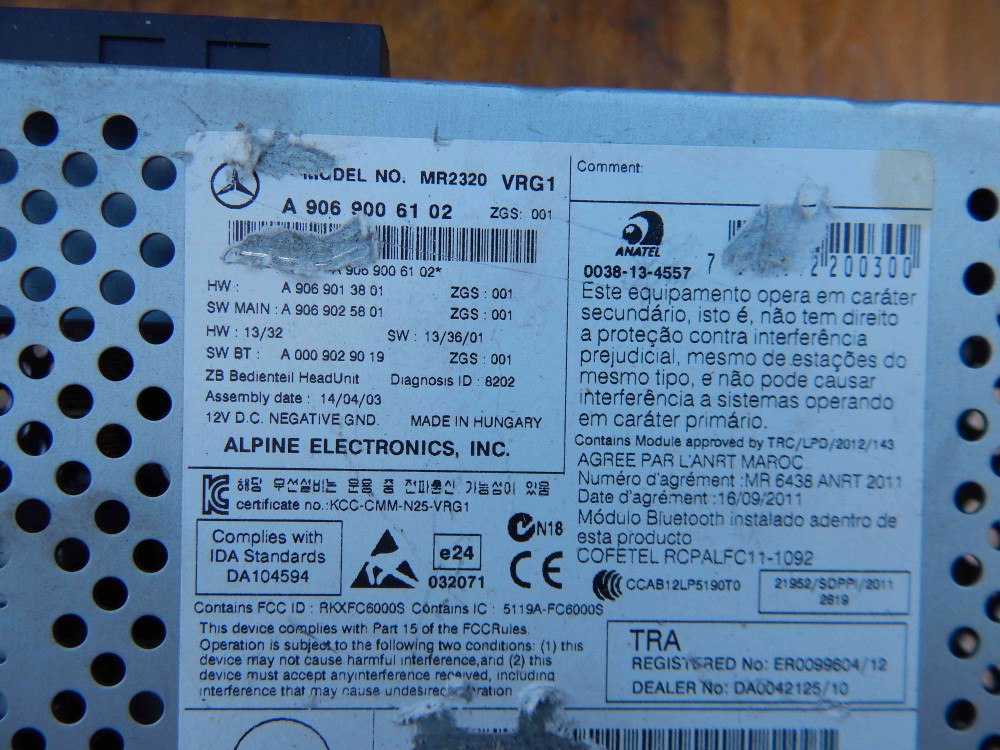 MODEL NO. MR2320 VRG1
A 906 900 61 02 ZGS: 001
A 906 900 61 02*
HW : A 906 901 38 01 ZGS : 001
SW MAIN : A 906 902 58 01 ZGS : 001
HW : 13/32 SW : 13/36/01
SW BT : A 000 902 90 19 ZGS : 001
ZB Bedienteil HeadUnit Diagnosis ID : 8202
Assembly date : 14/04/03
12V D.C. NEGATIVE GND. MADE IN HUNGARY
ALPINE ELECTRONICS, INC.
해당 무선설비는 운용 중 전파혼신 가능성이 있음
certificate no.:KCC-CMM-N25-VRG1
Complies with
IDA Standards
DA104594
e24
032071
N18
CE
Contains FCC ID : RKXFC6000S Contains IC : 5119A-FC6000S
This device complies with Part 15 of the FCCRules.
Operation is subject to the following two conditions: (1) this
device may not cause harmful interference,and (2) this
device must accept anyinterference received, including
interference that may cause undesired operation
Comment:
ANATEL
0038-13-4557
200300
Este equipamento opera em caráter
secundário, isto é, não tem direito
a proteção contra interferência
prejudicial, mesmo de estações do
mesmo tipo, e não pode causar
interferência a sistemas operando
em caráter primário.
Contains Module approved by TRC/LPD/2012/143
AGREE PAR L'ANRT MAROC
Numéro d'agrément :MR 6438 ANRT 2011
Date d'agrément :16/09/2011
Módulo Bluetooth instalado adentro de
esta producto
COFETEL RCPALFC11-1092
CCAB12LP5190T0
21952/SDPPI/2011
2819
TRA
REGISTERED No: ER0099604/12
DEALER No: DA0042125/10